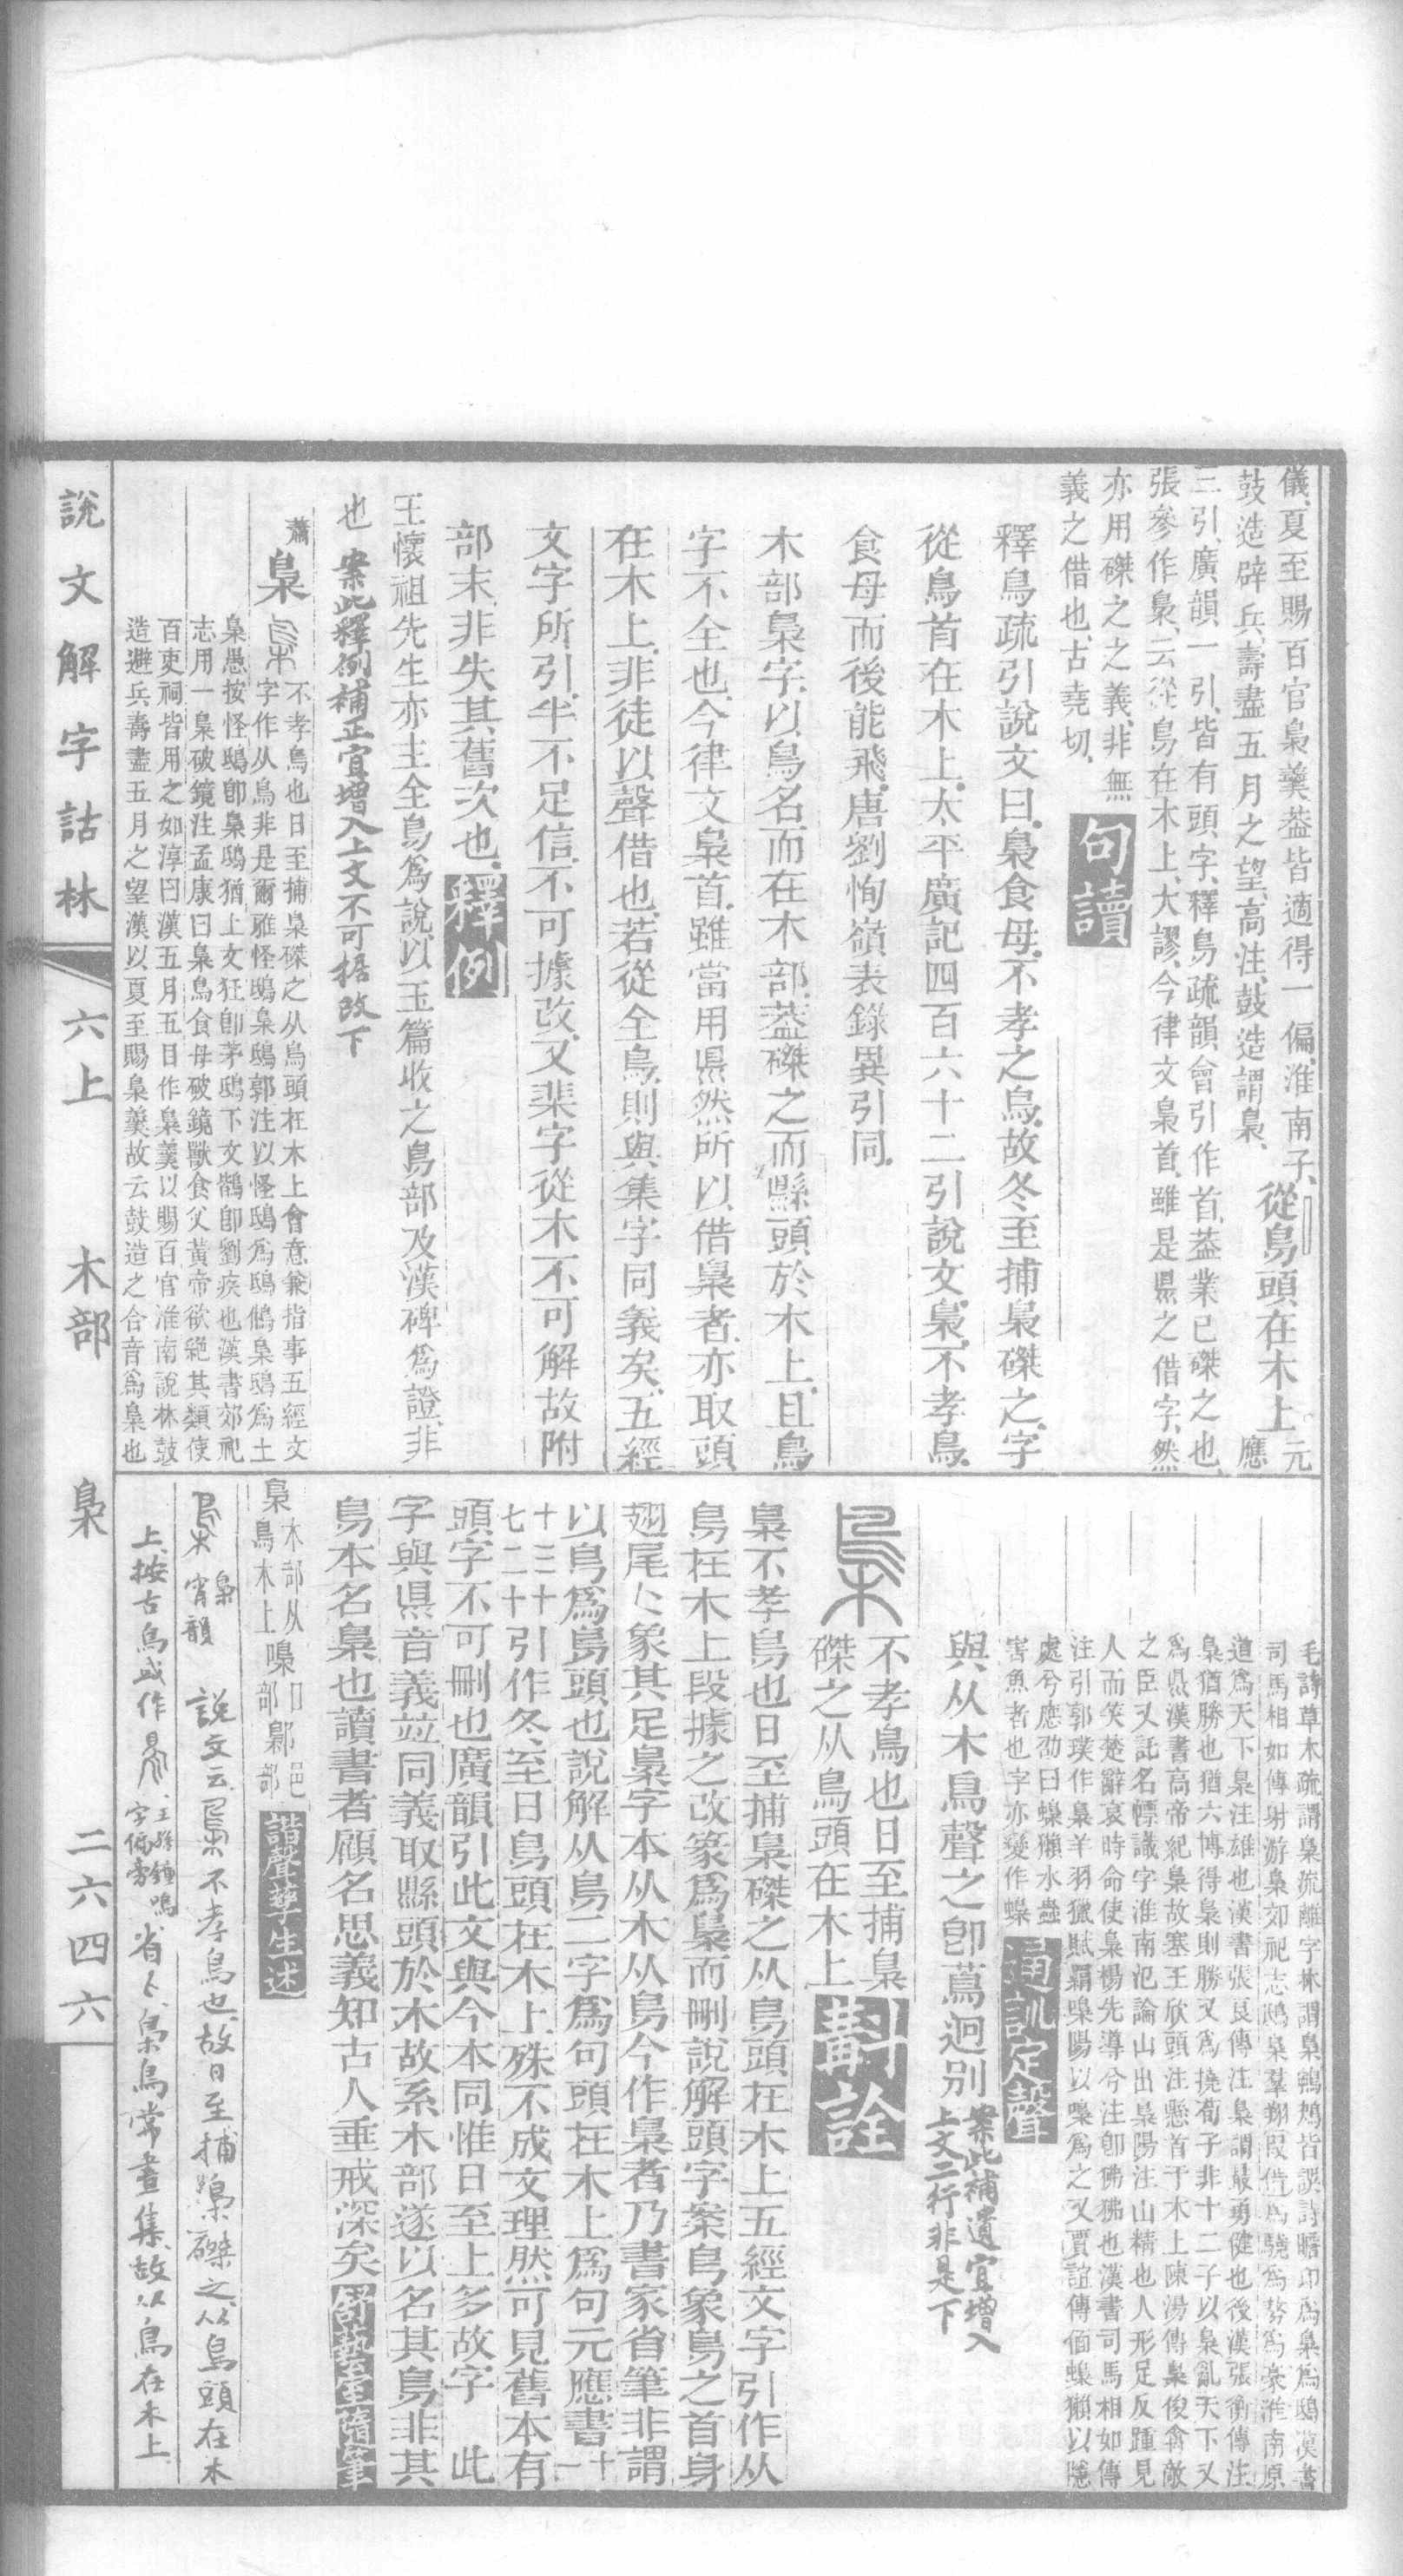 儀、夏至賜百官梟羹、葢皆適得一偏、淮南子、
鼓造辟兵、壽盡五月之望、高注、鼓造謂梟、從鳥頭在木上元應
三引、廣韻一引、皆有頭字、釋鳥疏韻會引作首、葢業已磔之也、
張參作梟、云從鳥在木上、大謬、今律文梟首、雖是㬎之借字、然
亦用磔之之義、非無
義之借也、古堯切、句讀
釋鳥疏引說文曰、梟食母、不孝之鳥、故冬至捕梟磔之、字
從鳥首在木上、太平廣記四百六十二引說文、梟、不孝鳥、
食母而後能飛、唐劉恂嶺表錄異引同、
木部梟字、以鳥名而在木部、葢磔之而縣頭於木上、且鳥
字不全也、今律文梟首、雖當用㬎、然所以借梟者、亦取頭
在木上、非徒以聲借也、若從全鳥、則與集字同義矣、五經
文字所引、半不足信、不可據改、又棐字從木不可解、故附
部末、非失其舊次也、釋例
王懷祖先生亦主全鳥爲說、以玉篇收之鳥部及漢碑爲證、非
也 案此釋例補正宜增入上文不可據改下
蕭
梟 不孝鳥也日至捕梟磔之从鳥頭在木上會意兼指事五經文
字作从鳥非是爾雅怪鴟梟鴟郭注以怪鴟爲鴟鵂梟鴟爲土
梟愚按怪鴟卽梟鴟猶上文狂卽茅鴟下文鶛卽劉疾也漢書郊祀
志用一梟破鏡注孟康曰梟鳥食母破鏡獸食父黃帝欲絕其類使
百吏祠皆用之如淳曰漢五月五日作梟羹以賜百官淮南說林鼓
造避兵壽盡五月之望漢以夏至賜梟羹故云鼓造之合音爲梟也
毛詩草木疏謂梟流離字林謂梟鴨鴆皆誤詩瞻卬爲梟爲鴟漢書
司馬相如傳射游梟郊祀志鴟梟羣翔叚借爲驍爲勢爲豪淮南原
道爲天下梟注雄也漢書張良傳注梟謂最勇健也後漢張衡傳注
梟猶勝也猶六博得梟則勝又爲撓荀子非十二子以梟亂天下又
爲㬎漢書高帝紀梟故塞王欣頭注懸首于木上陳湯傳梟俊禽敵
之臣又託名幖識字淮南氾論山出梟陽注山精也人形足反踵見
人而笑楚辭哀時命使梟楊先導兮注卽狒狒也漢書司馬相如傳
注引郭璞作梟羊羽獵賦羂嘄陽以嘄爲之又賈誼傳偭蟂獺以隱
處兮應劭曰蟂獺水蟲
害魚者也字亦變作蟂 通訓定聲
與从木鳥聲之卽蔦迥別 案此補遺宜增入
上文二行非是下
不孝鳥也日至捕梟
磔之从鳥頭在木上 斠詮
梟不孝鳥也日至捕梟磔之从鳥頭在木上五經文字引作从
鳥在木上段據之改篆爲梟而刪說解頭字案𠂤象鳥之首身
翅尾匕象其足梟字本从木从鳥今作梟者乃書家省筆非謂
以𠂤爲鳥頭也說解从鳥二字爲句頭在木上爲句元應書十一
十三十七二十引作冬至日鳥頭在木上殊不成文理然可見舊本有
頭字不可刪也廣韻引此文與今本同惟日至上多故字 此
字與㬎音義竝同義取縣頭於木故系木部遂以名其鳥非其
鳥本名梟也讀書者顧名思義知古人垂戒深矣
梟木部从鳥木上嘄口部鄡邑部 諧聲孳生述
梟 宵韻 說文云、梟、不孝鳥也、故日至捕梟磔之、从鳥頭在木
上、按古鳥或作 省匕、梟鳥常晝集、故以鳥在木上、
說文解字詁林 六上 木部 梟 二六四六